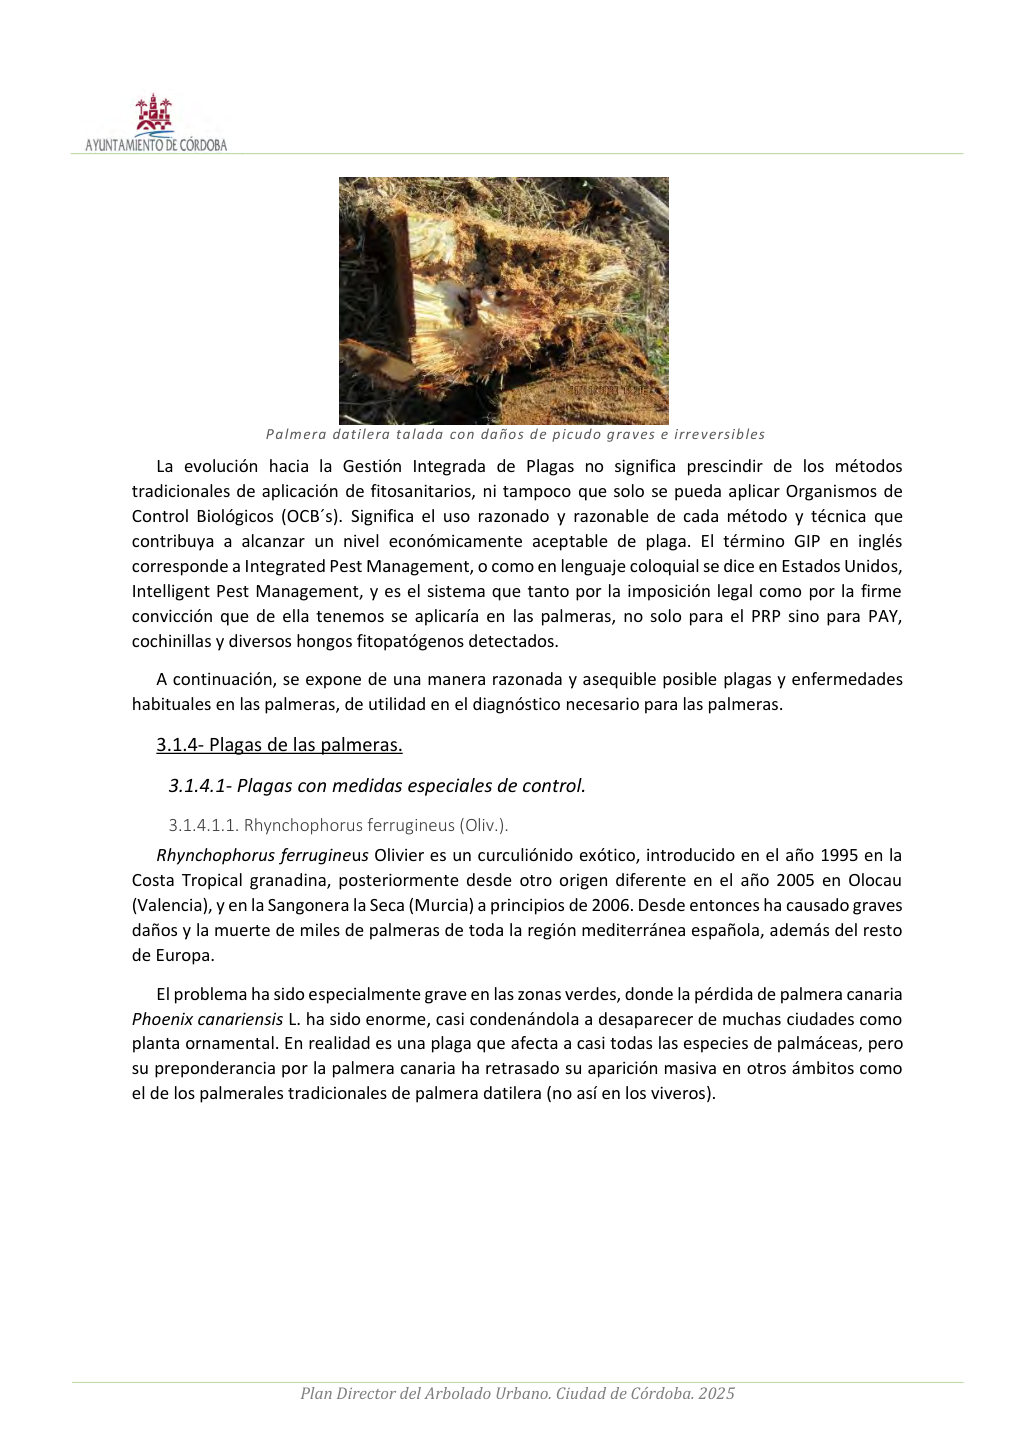 AYUNTAMIENTO DE CÓRDOBA
Palmera datilera talada con daños de picudo graves e irreversibles
La evolución hacia la Gestión Integrada de Plagas no significa prescindir de los métodos
tradicionales de aplicación de fitosanitarios, ni tampoco que solo se pueda aplicar Organismos de
Control Biológicos (OCB´s). Significa el uso razonado y razonable de cada método y técnica que
contribuya a alcanzar un nivel económicamente aceptable de plaga. El término GIP en inglés
corresponde a Integrated Pest Management, o como en lenguaje coloquial se dice en Estados Unidos,
Intelligent Pest Management, y es el sistema que tanto por la imposición legal como por la firme
convicción que de ella tenemos se aplicaría en las palmeras, no solo para el PRP sino para PAY,
cochinillas y diversos hongos fitopatógenos detectados.
A continuación, se expone de una manera razonada y asequible posible plagas y enfermedades
habituales en las palmeras, de utilidad en el diagnóstico necesario para las palmeras.
3.1.4- Plagas de las palmeras.
3.1.4.1- Plagas con medidas especiales de control.
3.1.4.1.1. Rhynchophorus ferrugineus (Oliv.).
Rhynchophorus ferrugineus Olivier es un curculiónido exótico, introducido en el año 1995 en la
Costa Tropical granadina, posteriormente desde otro origen diferente en el año 2005 en Olocau
(Valencia), y en la Sangonera la Seca (Murcia) a principios de 2006. Desde entonces ha causado graves
daños y la muerte de miles de palmeras de toda la región mediterránea española, además del resto
de Europa.
El problema ha sido especialmente grave en las zonas verdes, donde la pérdida de palmera canaria
Phoenix canariensis L. ha sido enorme, casi condenándola a desaparecer de muchas ciudades como
planta ornamental. En realidad es una plaga que afecta a casi todas las especies de palmáceas, pero
su preponderancia por la palmera canaria ha retrasado su aparición masiva en otros ámbitos como
el de los palmerales tradicionales de palmera datilera (no así en los viveros).
Plan Director del Arbolado Urbano. Ciudad de Córdoba. 2025